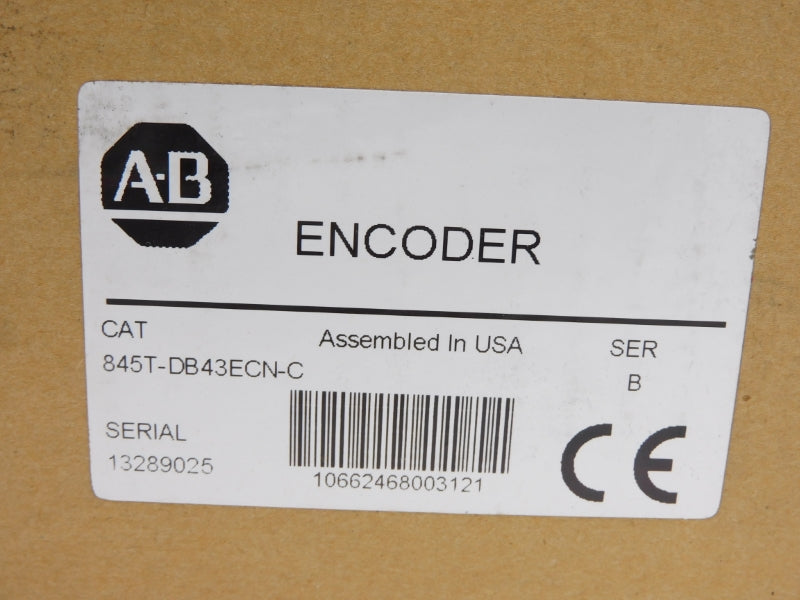 A-B
ENCODER
CAT
845T-DB43ECN-C
Assembled In USA
SER
B
SERIAL
13289025
10662468003121
CE